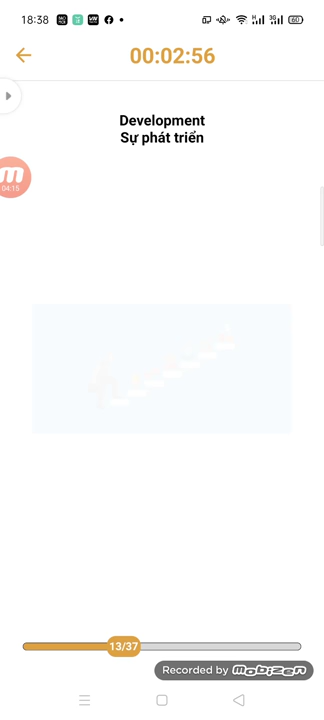 18:38
00:02:56
Development
Sự phát triển
04:15
13/37
Recorded by mobizen